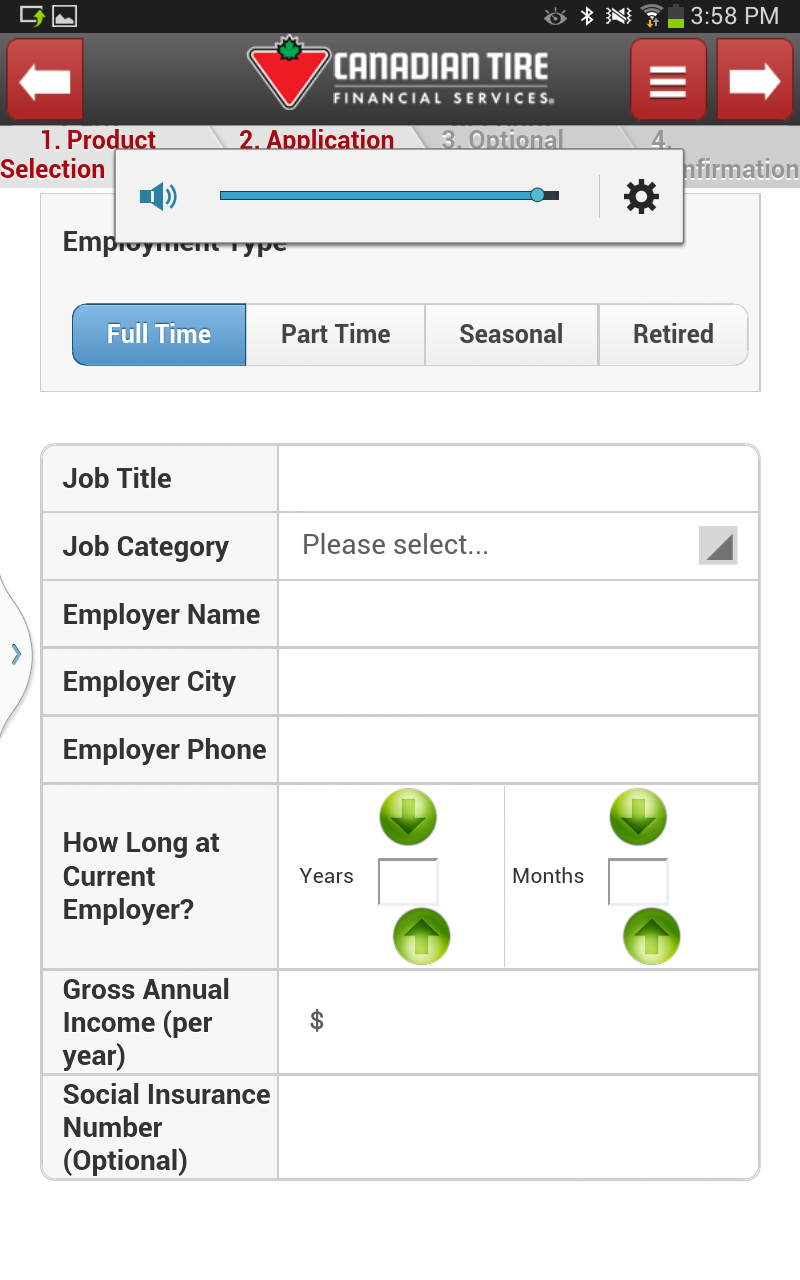 3:58 PM
CANADIAN TIRE
FINANCIAL SERVICES®
1. Product
Selection
2. Application
3. Optional
4.
nfirmation
Employment Type
Full Time
Part Time
Seasonal
Retired
Job Title
Job Category
Please select...
Employer Name
Employer City
Employer Phone
How Long at
Current
Employer?
Years
Months
Gross Annual
Income (per
year)
$
Social Insurance
Number
(Optional)